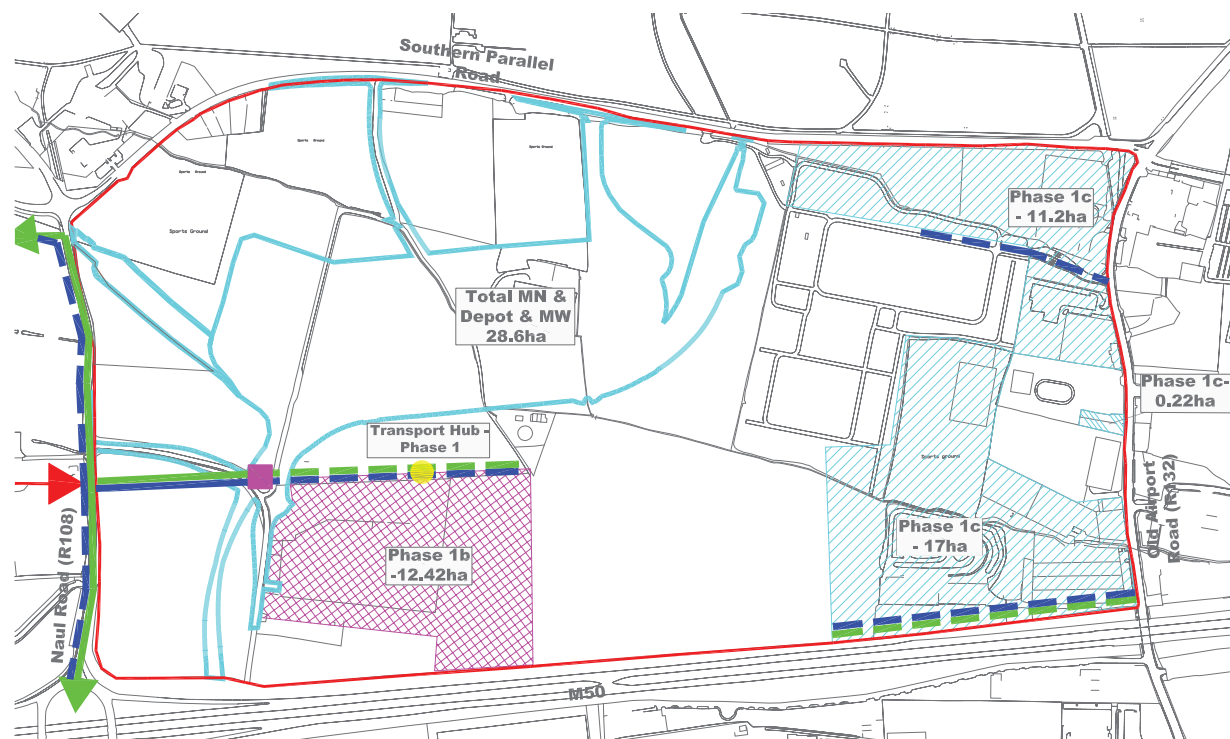 Southern Parallel
Road
Sports Ground
Sports Ground
Sports Ground
Sports Ground
Phase 1c
- 11.2ha
Total MN &
Depot & MW
28.6ha
Phase 1c-
0.22ha
Transport Hub -
Phase 1
Sports ground
Phase 1c
- 17ha
Phase 1b
-12.42ha
Naul Road (R108)
Old Airport
Road (R132)
M50